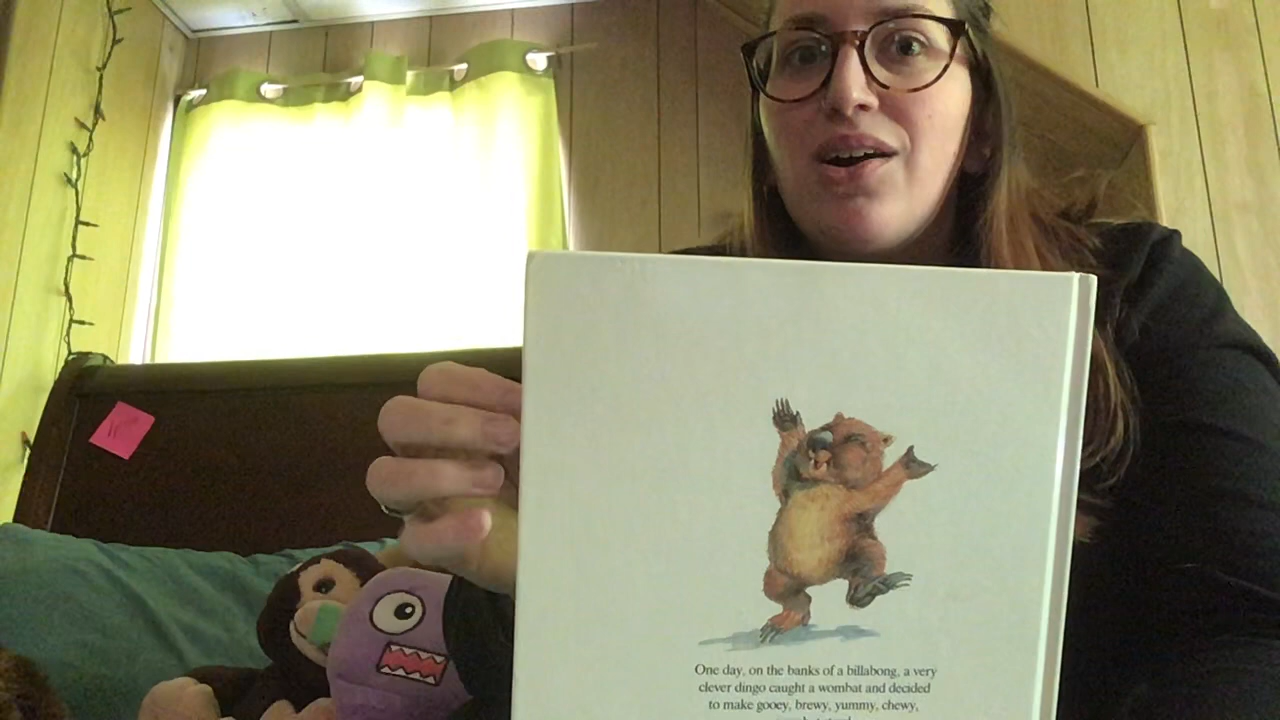 One day, on the banks of a billabong, a very
clever dingo caught a wombat and decided
to make gooey, brewy, yummy, chewy,